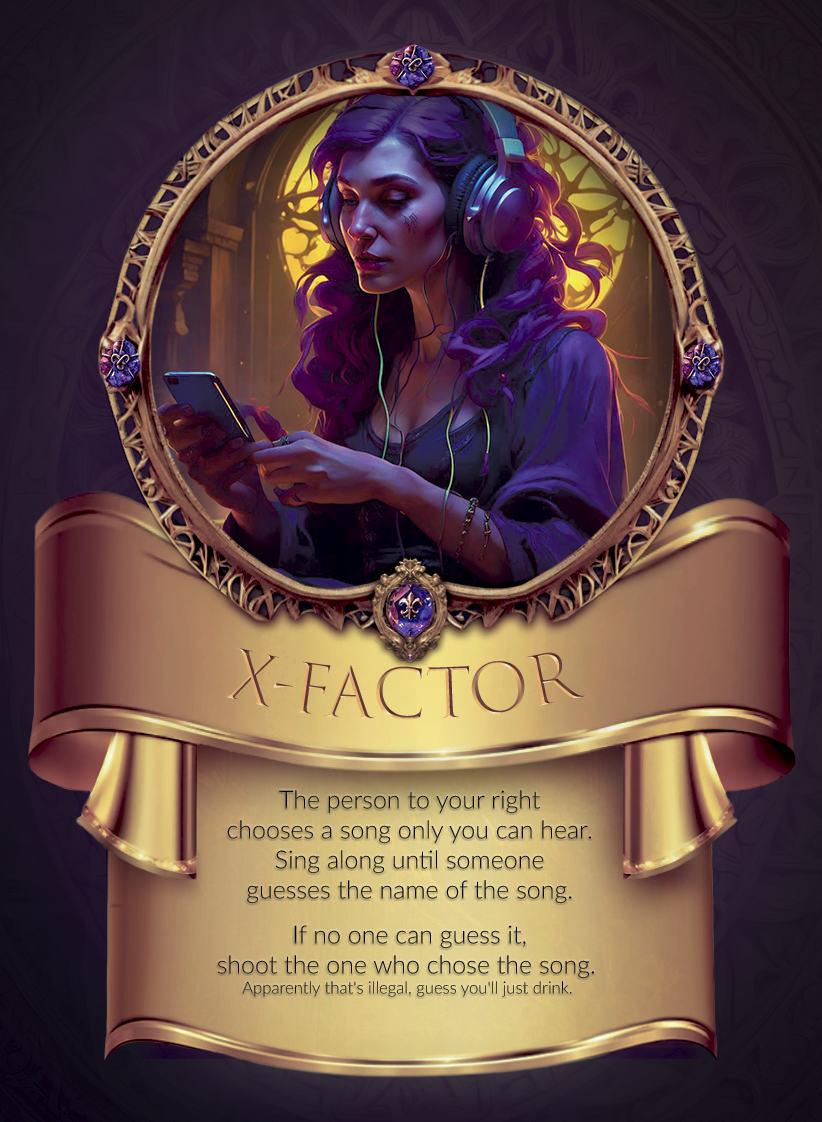 X-FACTOR
The person to your right
chooses a song only you can hear.
Sing along until someone
guesses the name of the song.
If no one can guess it,
shoot the one who chose the song.
Apparently that's illegal, guess you'll just drink.